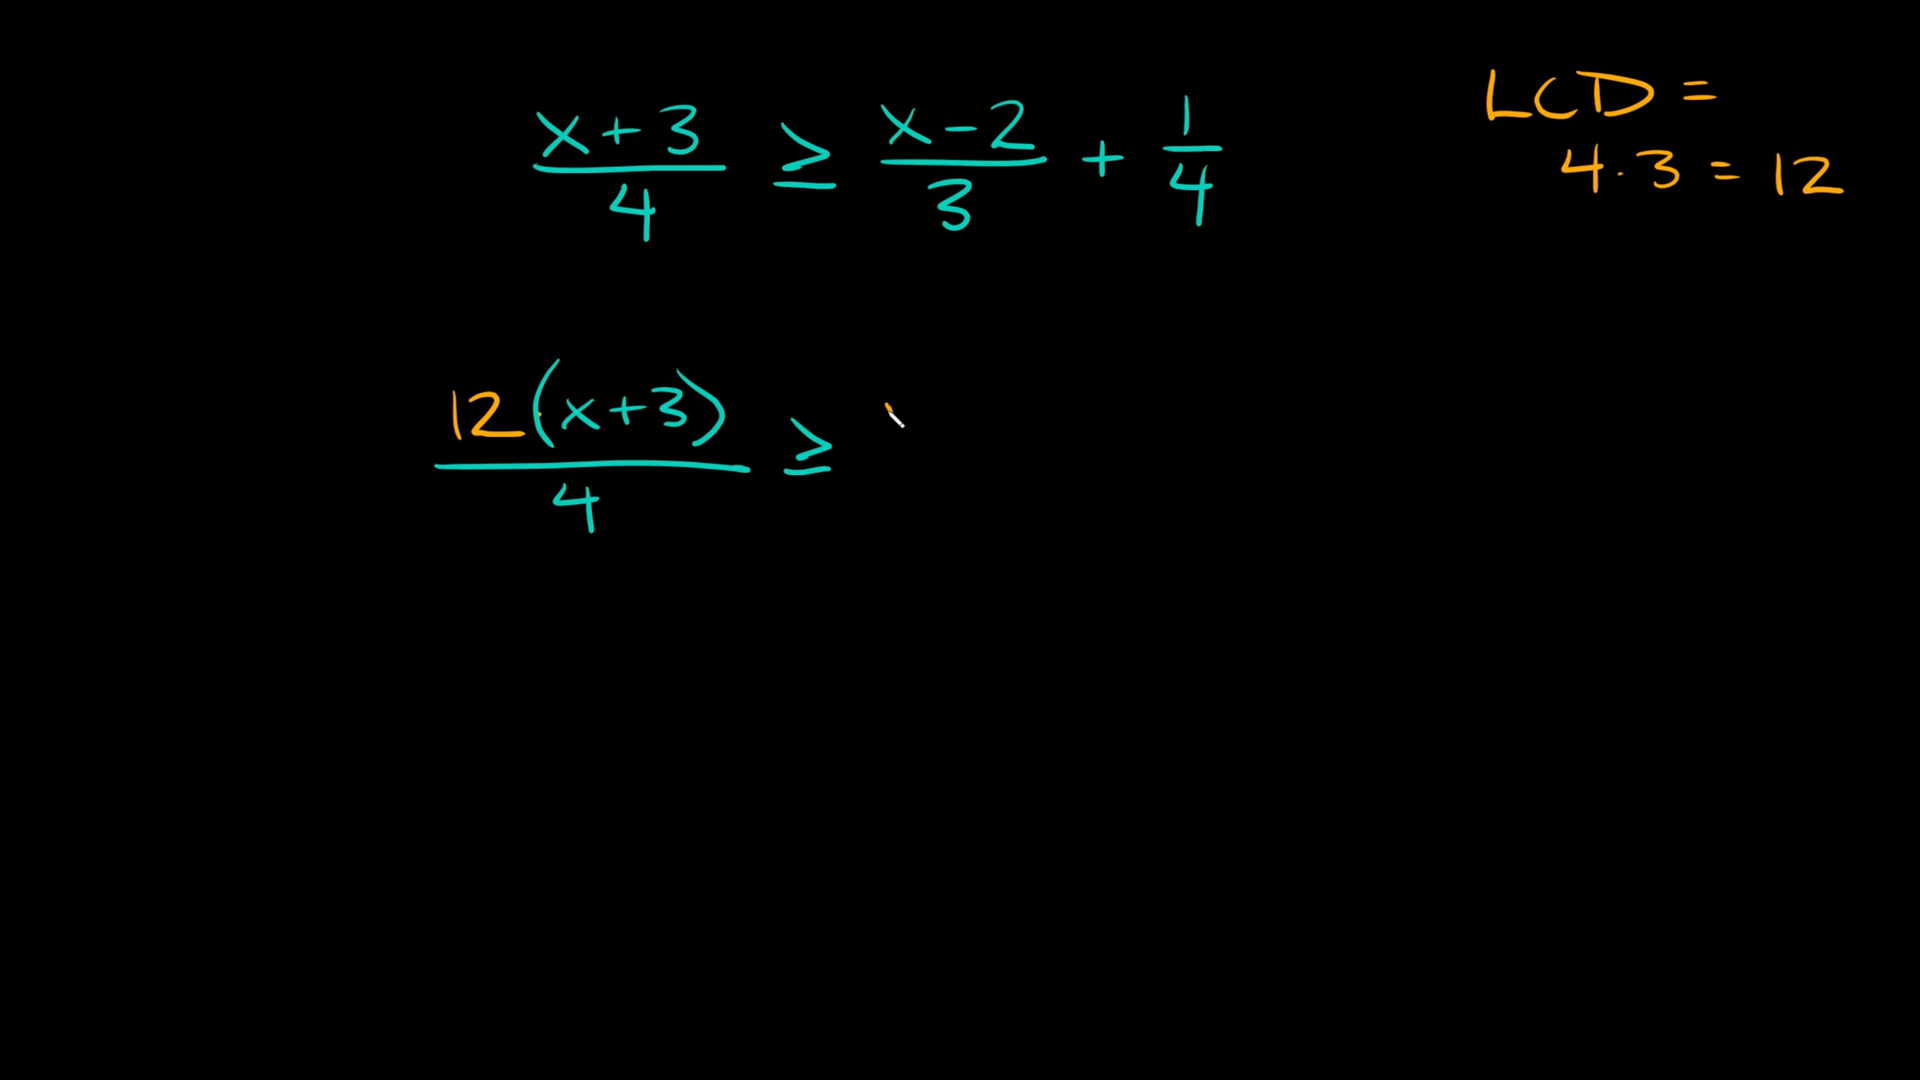 x+3/4 ≥ x-2/3 + 1/4
LCD =
4·3 = 12
12(x+3)/4 ≥